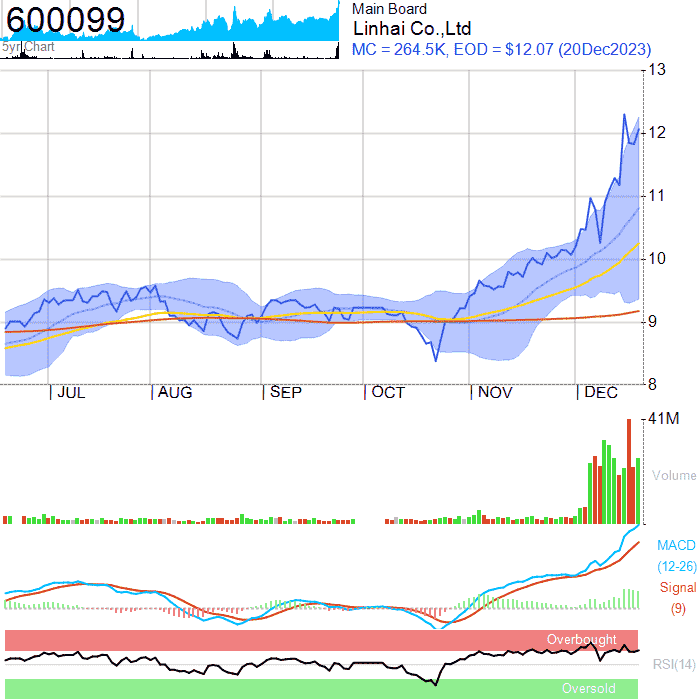 600099
5yr Chart
Main Board
Linhai Co.,Ltd
MC = 264.5K, EOD = $12.07 (20Dec2023)
13
12
11
10
9
8
JUL AUG SEP OCT NOV DEC
41M
Volume
MACD
(12-26)
Signal
(9)
Overbought
RSI(14)
Oversold